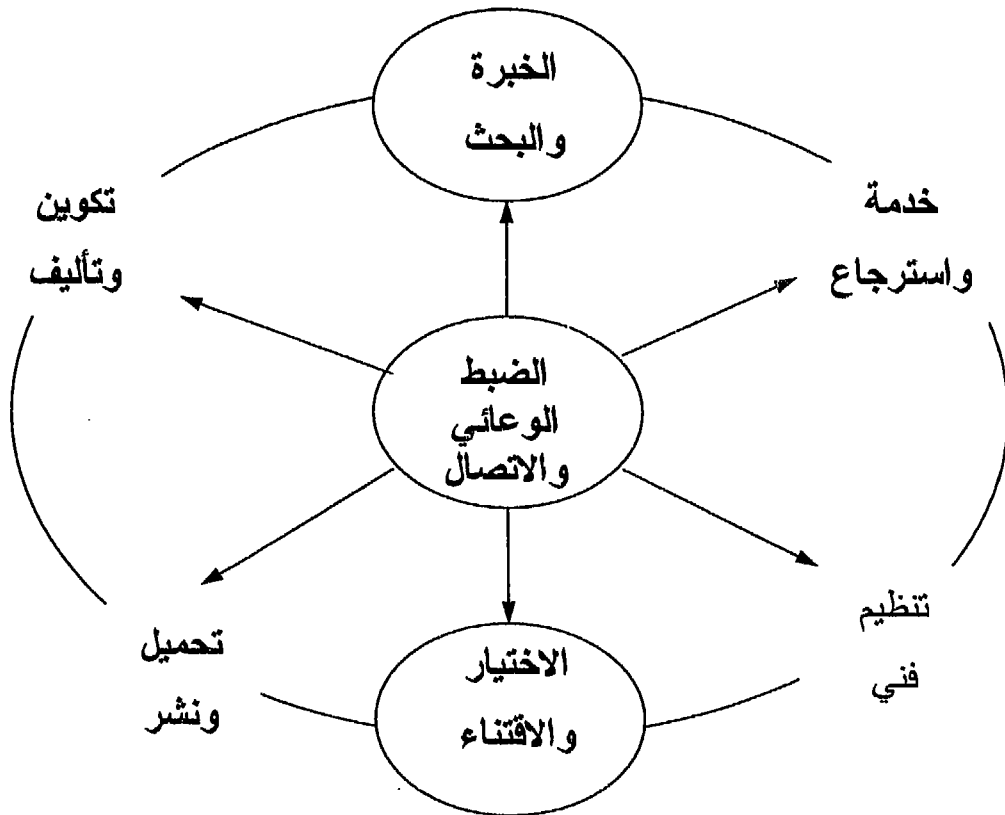 الخبرة
والبحث
خدمة
واسترجاع
تكوين
وتأليف
الضبط
الوعائي
والاتصال
تنظيم
فني
تحميل
ونشر
الاختيار
والاقتناء